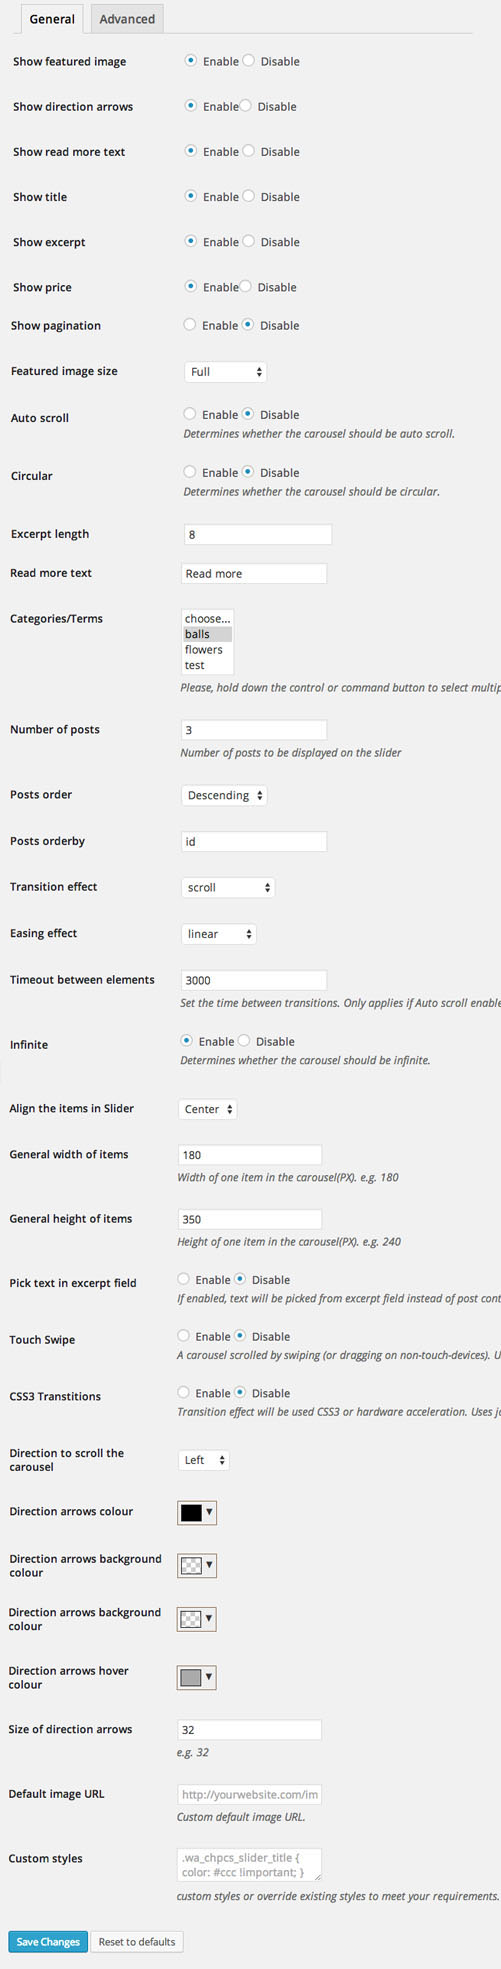 General Advanced
Show featured image Enable Disable
Show direction arrows Enable Disable
Show read more text Enable Disable
Show title Enable Disable
Show excerpt Enable Disable
Show price Enable Disable
Show pagination Enable Disable
Featured image size Full
Auto scroll Enable Disable
Determines whether the carousel should be auto scroll.
Circular Enable Disable
Determines whether the carousel should be circular.
Excerpt length 8
Read more text Read more
Categories/Terms choose...
balls
flowers
test
Please, hold down the control or command button to select multip
Number of posts 3
Number of posts to be displayed on the slider
Posts order Descending
Posts orderby id
Transition effect scroll
Easing effect linear
Timeout between elements 3000
Set the time between transitions. Only applies if Auto scroll enable
Infinite Enable Disable
Determines whether the carousel should be infinite.
Align the items in Slider Center
General width of items 180
Width of one item in the carousel(PX). e.g. 180
General height of items 350
Height of one item in the carousel(PX). e.g. 240
Pick text in excerpt field Enable Disable
If enabled, text will be picked from excerpt field instead of post cont
Touch Swipe Enable Disable
A carousel scrolled by swiping (or dragging on non-touch-devices). U
CSS3 Transtitions Enable Disable
Transition effect will be used CSS3 or hardware acceleration. Uses jq
Direction to scroll the
carousel Left
Direction arrows colour
Direction arrows background
colour
Direction arrows background
colour
Direction arrows hover
colour
Size of direction arrows 32
e.g. 32
Default image URL http://yourwebsite.com/im
Custom default image URL.
Custom styles .wa_chpcs_slider_title {
color: #ccc !important; }
custom styles or override existing styles to meet your requirements.
Save Changes Reset to defaults